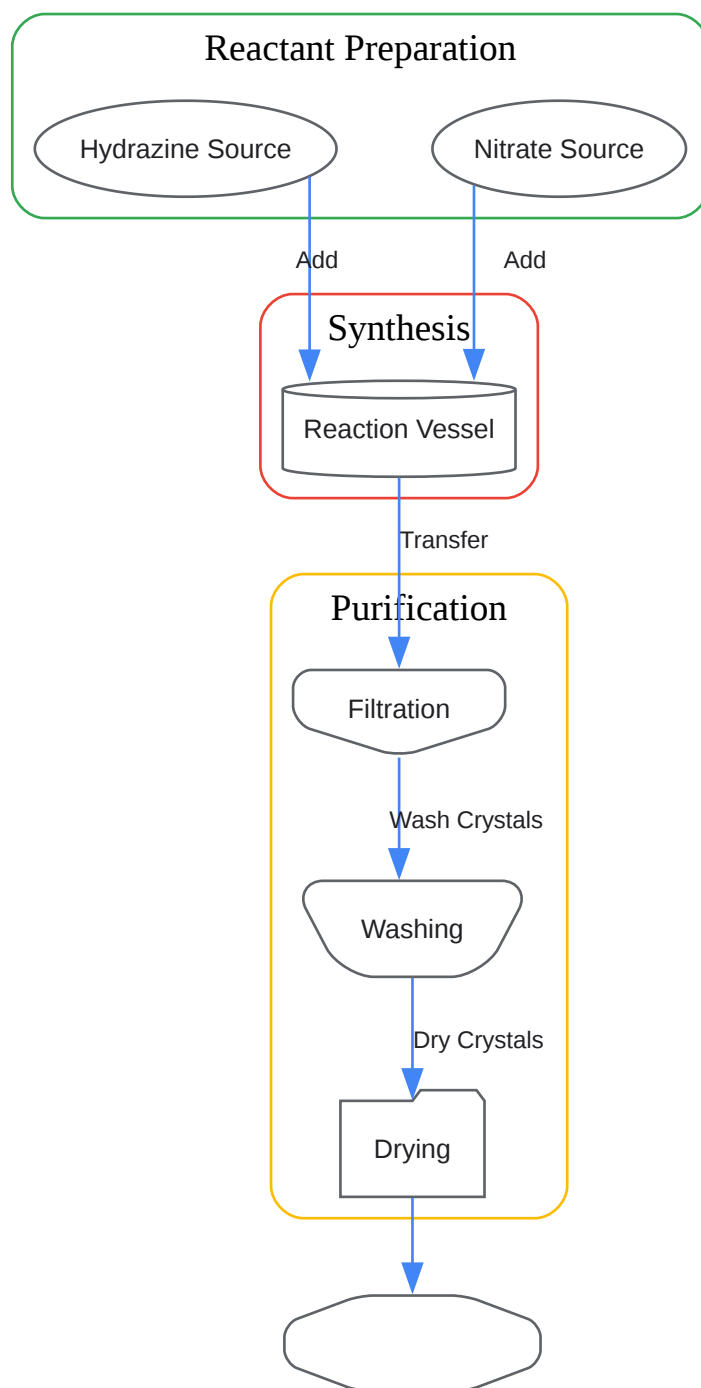 Reactant Preparation
Hydrazine Source
Nitrate Source
Add
Add
Synthesis
Reaction Vessel
Transfer
Purification
Filtration
Wash Crystals
Washing
Dry Crystals
Drying